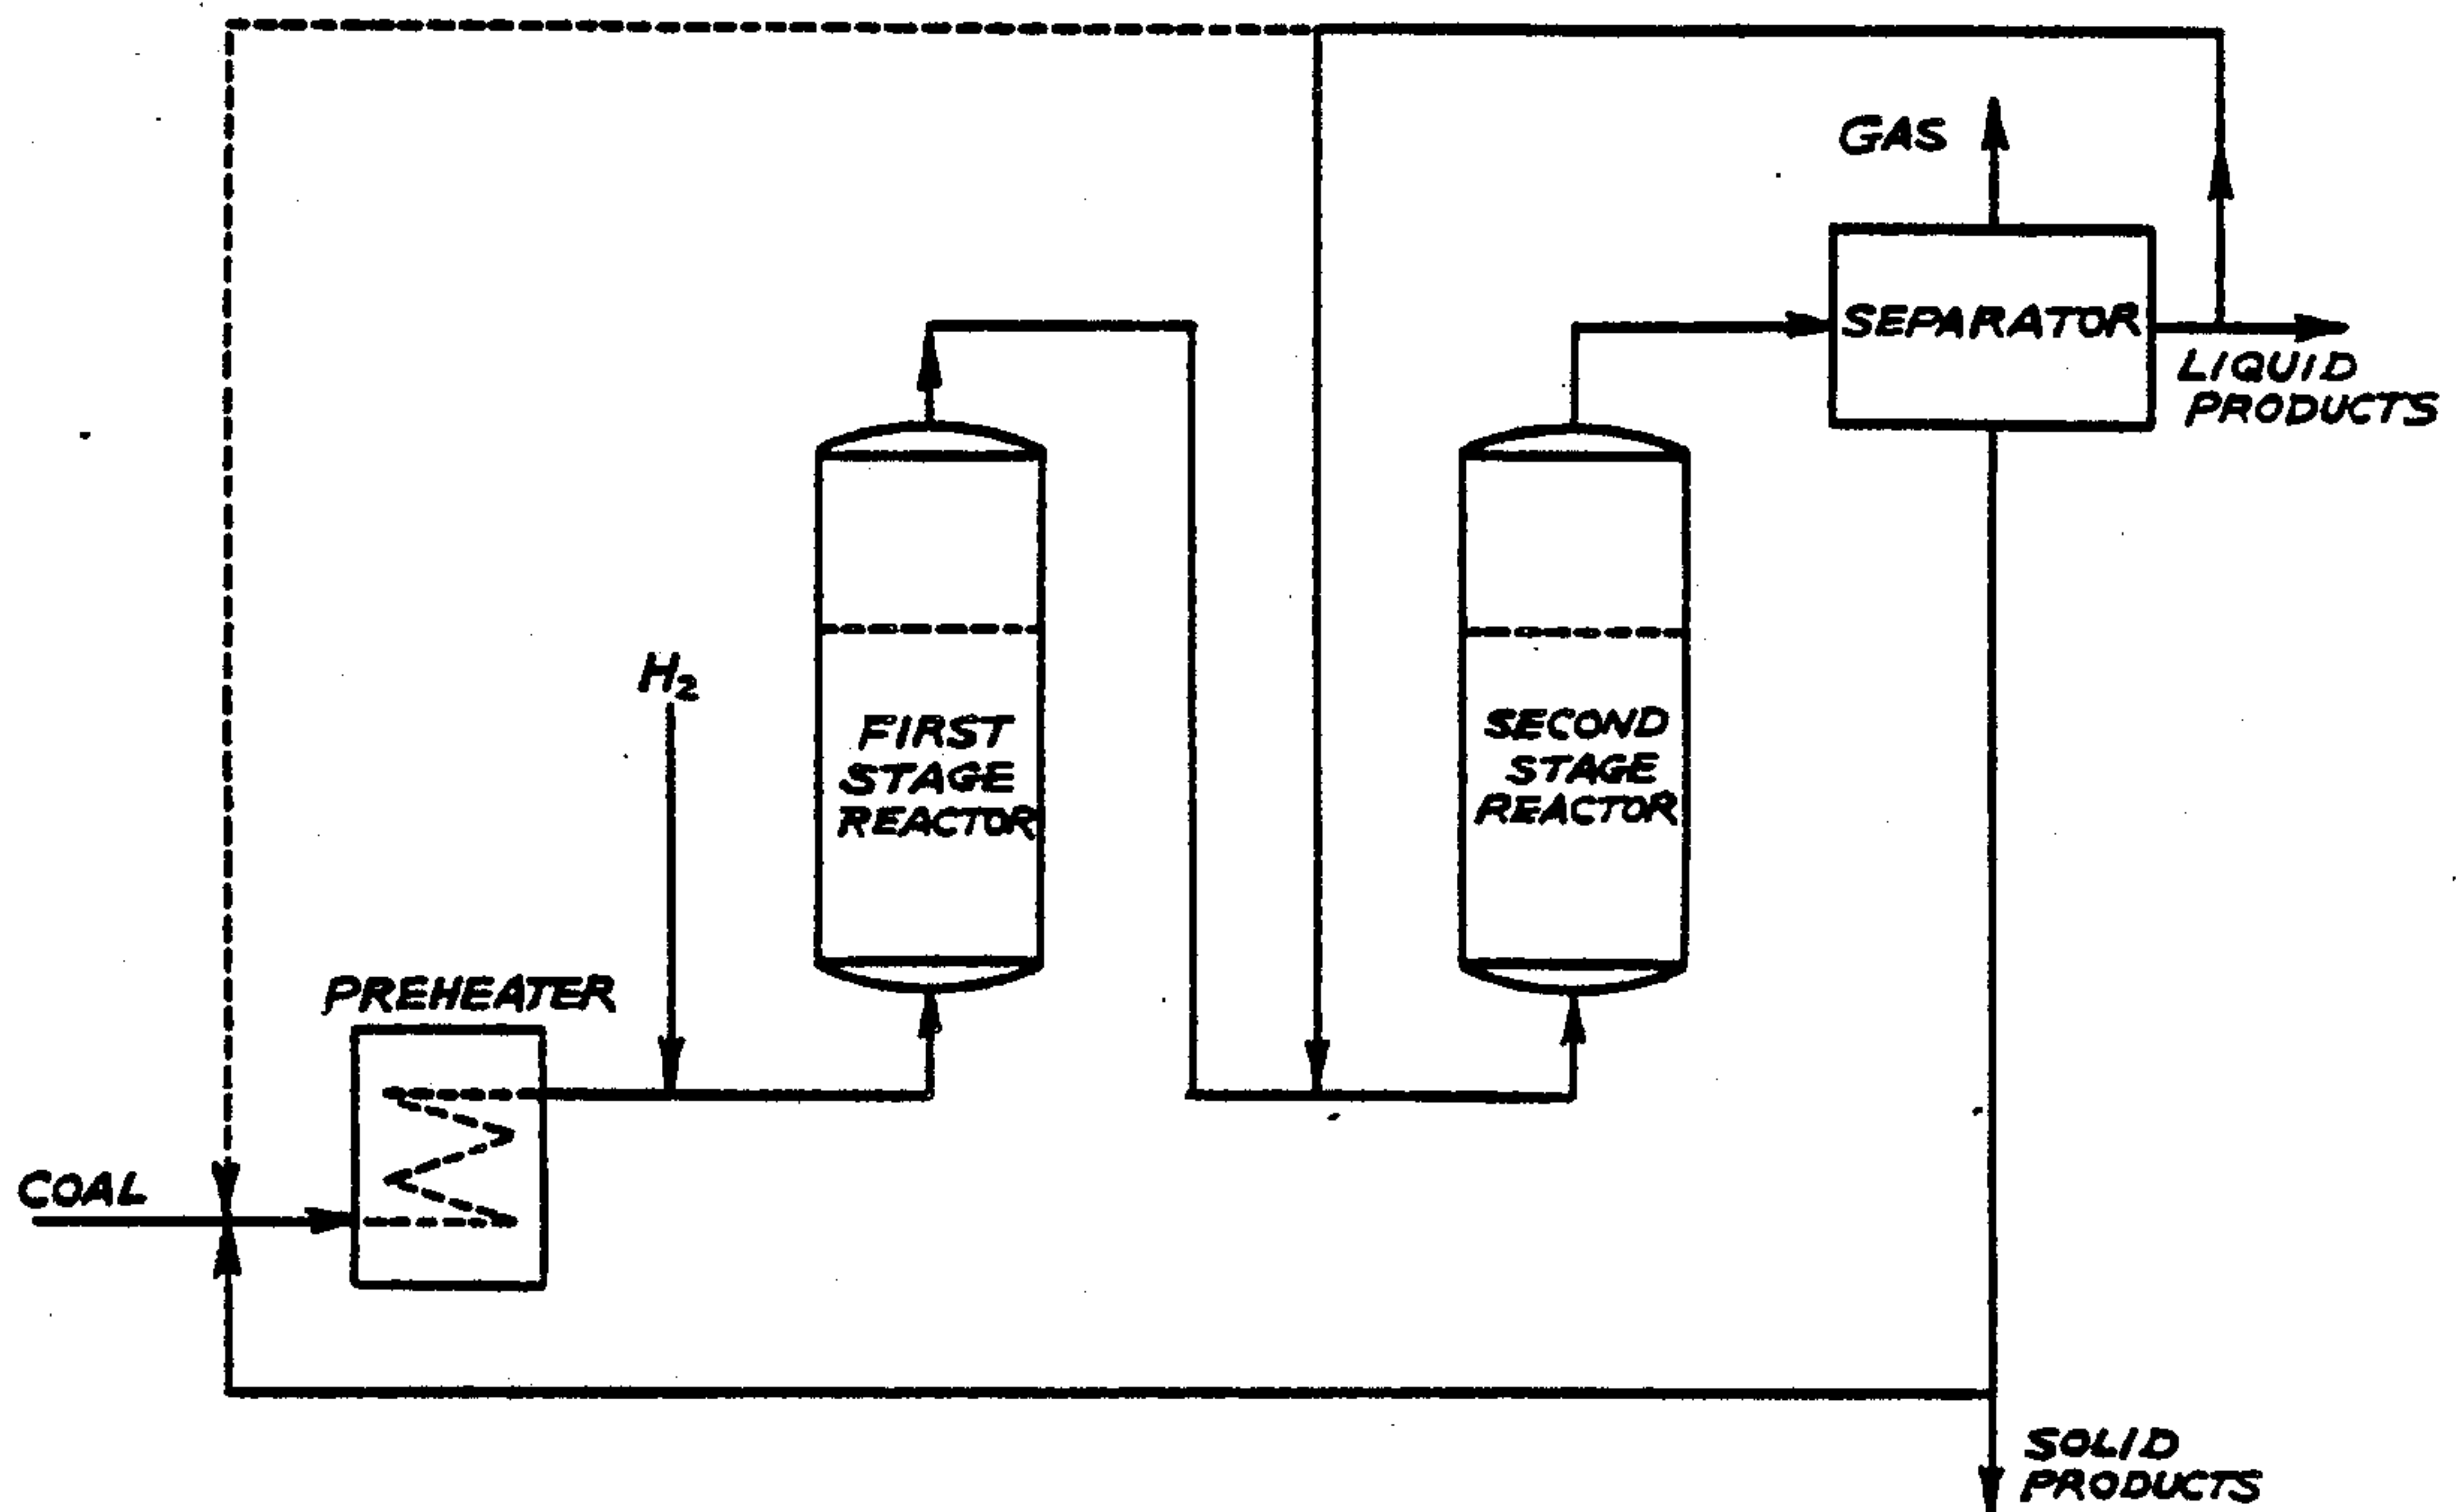 GAS
SEPARATOR
LIQUID
PRODUCTS
H₂
FIRST
STAGE
REACTOR
SECOND
STAGE
REACTOR
PREHEATER
COAL
SOLID
PRODUCTS